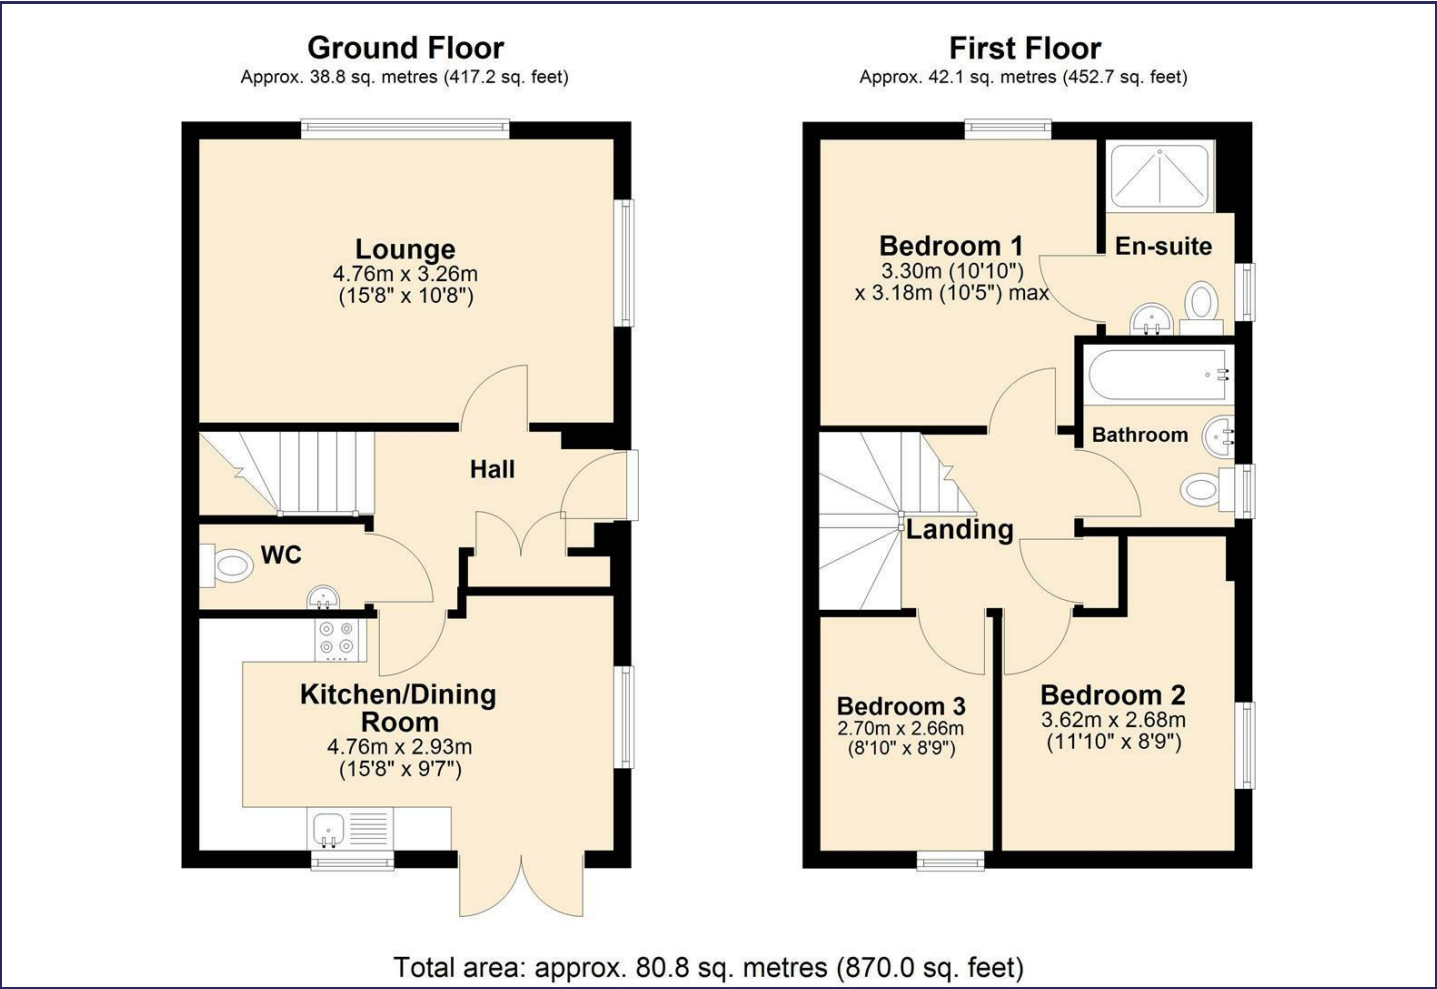 Ground Floor
Approx. 38.8 sq. metres (417.2 sq. feet)
Lounge
4.76m x 3.26m
(15'8" x 10'8")
Hall
WC
Kitchen/Dining
Room
4.76m x 2.93m
(15'8" x 9'7")
First Floor
Approx. 42.1 sq. metres (452.7 sq. feet)
Bedroom 1
3.30m (10'10")
x 3.18m (10'5") max
En-suite
Bathroom
Landing
Bedroom 3
2.70m x 2.66m
(8'10" x 8'9")
Bedroom 2
3.62m x 2.68m
(11'10" x 8'9")
Total area: approx. 80.8 sq. metres (870.0 sq. feet)